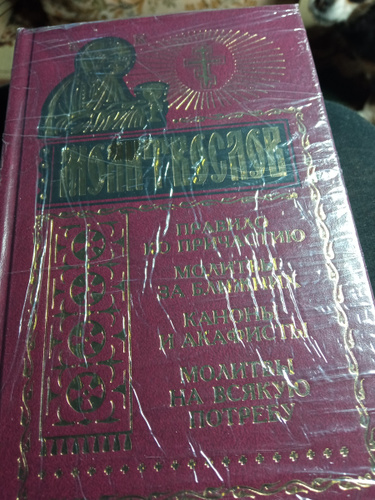 МОЛИТВОСЛОВ
ПРАВИЛО
КО ПРИЧАСТИЮ
МОЛИТВЫ
ЗА БЛИЖНИХ
КАНОНЫ
И АКАФИСТЫ
МОЛИТВЫ
НА ВСЯКУЮ
ПОТРЕБУ